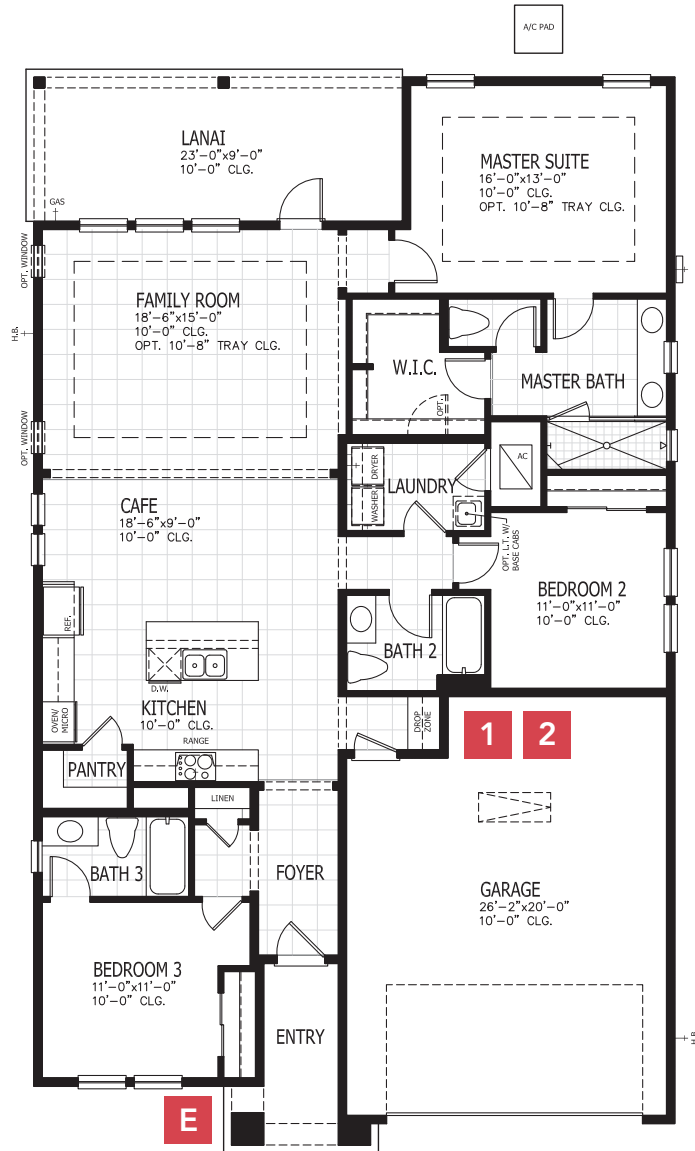 A/C PAD
LANAI
23'-0"x9'-0"
10'-0" CLG.
MASTER SUITE
16'-0"x13'-0"
10'-0" CLG.
OPT. 10'-8" TRAY CLG.
GAS
OPT. WINDOW
FAMILY ROOM
18'-6"x15'-0"
10'-0" CLG.
OPT. 10'-8" TRAY CLG.
H.B.
W.I.C.
OPT.
MASTER BATH
OPT. WINDOW
DRYER
WASHER
LAUNDRY
AC
OPT. LT. W/
BASE CABS
CAFE
18'-6"x9'-0"
10'-0" CLG.
BEDROOM 2
11'-0"x11'-0"
10'-0" CLG.
REF.
BATH 2
D.W.
KITCHEN
10'-0" CLG.
OVEN/
MICRO
RANGE
DROP
ZONE
1
2
PANTRY
LINEN
BATH 3
FOYER
GARAGE
26'-2"x20'-0"
10'-0" CLG.
BEDROOM 3
11'-0"x11'-0"
10'-0" CLG.
ENTRY
H.B.
E